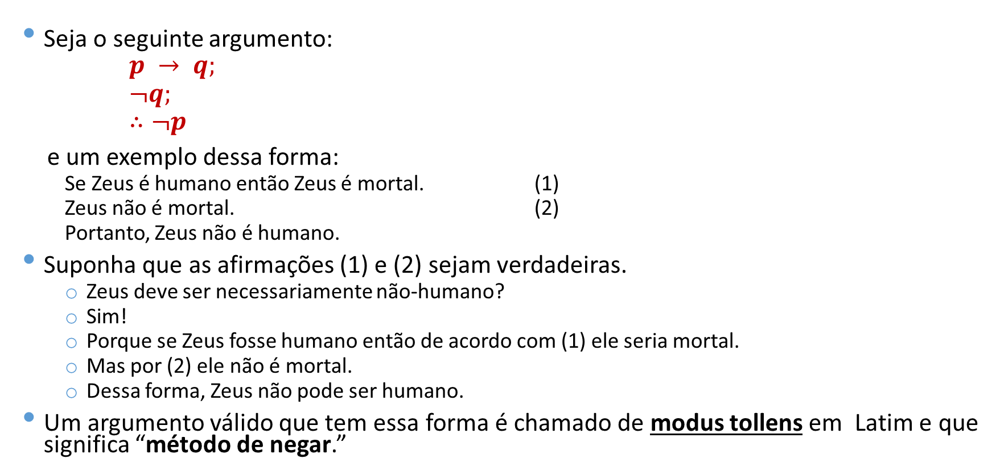 • Seja o seguinte argumento:
p → q;
¬q;
∴ ¬p
e um exemplo dessa forma:
Se Zeus é humano então Zeus é mortal. (1)
Zeus não é mortal. (2)
Portanto, Zeus não é humano.
• Suponha que as afirmações (1) e (2) sejam verdadeiras.
o Zeus deve ser necessariamente não-humano?
o Sim!
o Porque se Zeus fosse humano então de acordo com (1) ele seria mortal.
o Mas por (2) ele não é mortal.
o Dessa forma, Zeus não pode ser humano.
• Um argumento válido que tem essa forma é chamado de modus tollens em Latim e que
significa “método de negar.”